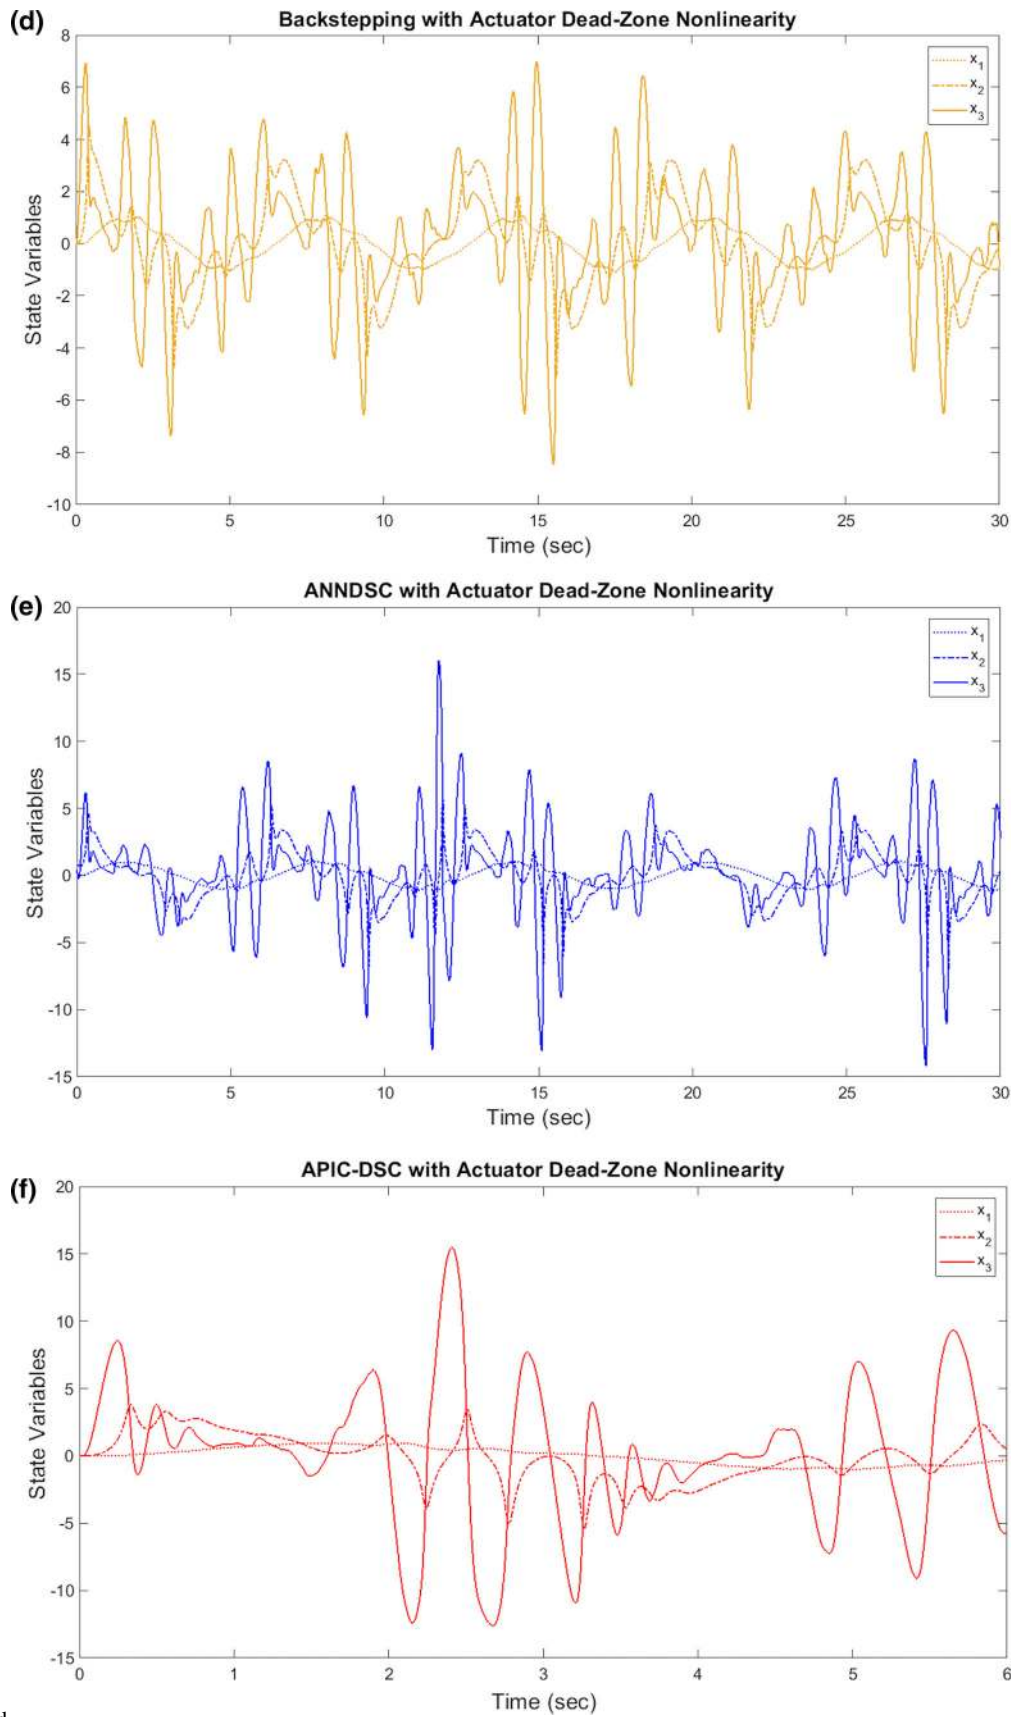 (d)
Backstepping with Actuator Dead-Zone Nonlinearity
8
6
4
2
0
-2
-4
-6
-8
-10
State Variables
x1
x2
x3
0 5 10 15 20 25 30
Time (sec)
(e)
ANNDSC with Actuator Dead-Zone Nonlinearity
20
15
10
5
0
-5
-10
-15
State Variables
x1
x2
x3
0 5 10 15 20 25 30
Time (sec)
(f)
APIC-DSC with Actuator Dead-Zone Nonlinearity
20
15
10
5
0
-5
-10
-15
State Variables
x1
x2
x3
0 1 2 3 4 5 6
Time (sec)